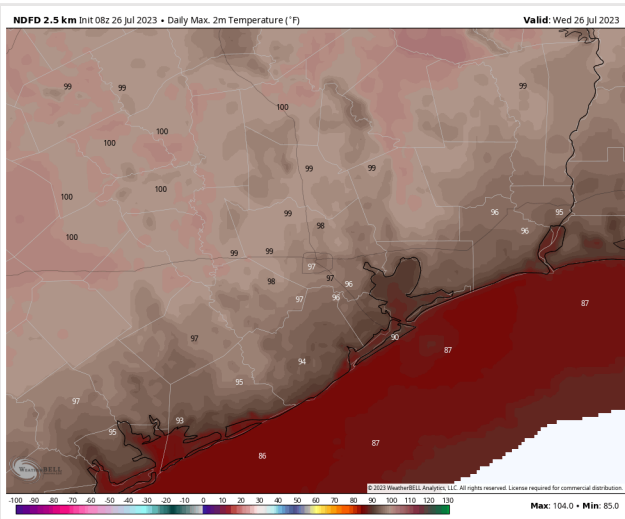 NDFD 2.5 km Init 08z 26 Jul 2023 • Daily Max. 2m Temperature (˚F) Valid: Wed 26 Jul 2023
99 99 99
100
100
100
99 99
100
100
99 96 95
98 96
100
99 99
97
98 97 96
97 96 87
97 90
87
94
95
97
93
95
87
86
WeatherBELL
© 2023 WeatherBELL Analytics, LLC. All rights reserved. License required for commercial distribution.
-100 -90 -80 -70 -60 -50 -40 -30 -20 -10 0 10 20 30 40 50 60 70 80 90 100 110 120 130
Max: 104.0 • Min: 85.0